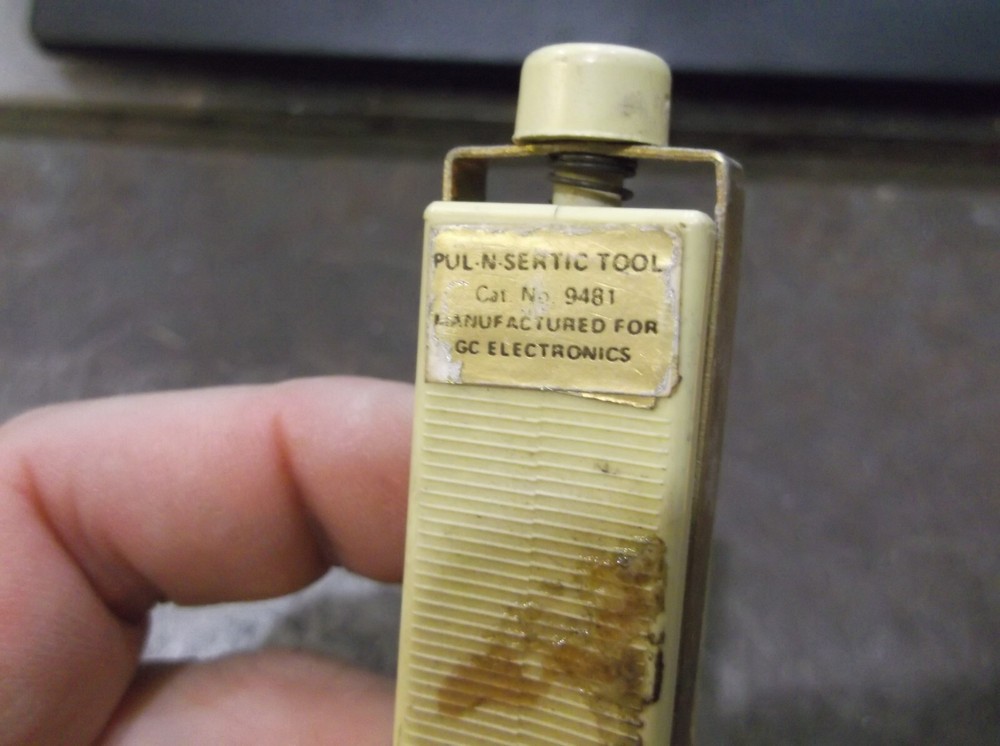 PUL-N-SERTIC TOOL
Cat. No. 9481
MANUFACTURED FOR
GC ELECTRONICS